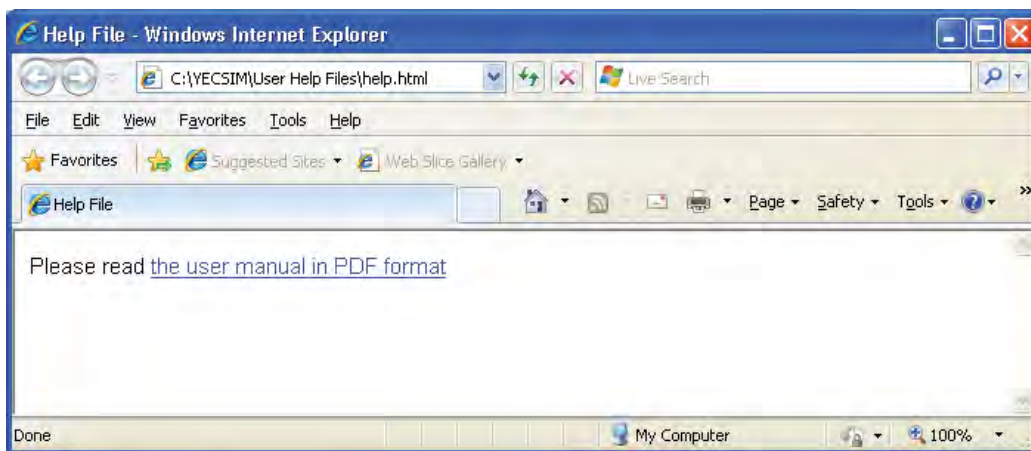 Help File - Windows Internet Explorer
C:\YECSIM\User Help Files\help.html Live Search
File Edit View Favorites Tools Help
Favorites Suggested Sites Web Slice Gallery
Help File Page Safety Tools »
Please read the user manual in PDF format
Done My Computer 100%